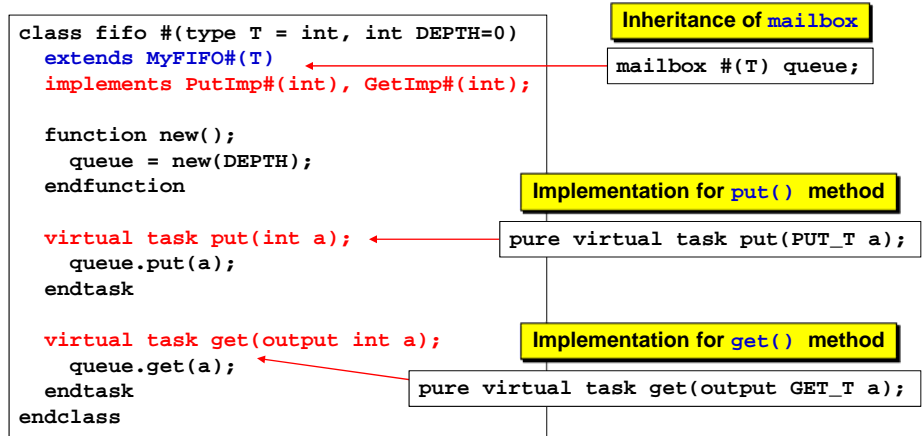 class fifo #(type T = int, int DEPTH=0)
extends MyFIFO#(T)
implements PutImp#(int), GetImp#(int);
function new();
queue = new(DEPTH);
endfunction
virtual task put(int a);
queue.put(a);
endtask
virtual task get(output int a);
queue.get(a);
endtask
endclass
Inheritance of mailbox
mailbox #(T) queue;
Implementation for put() method
pure virtual task put(PUT_T a);
Implementation for get() method
pure virtual task get(output GET_T a);